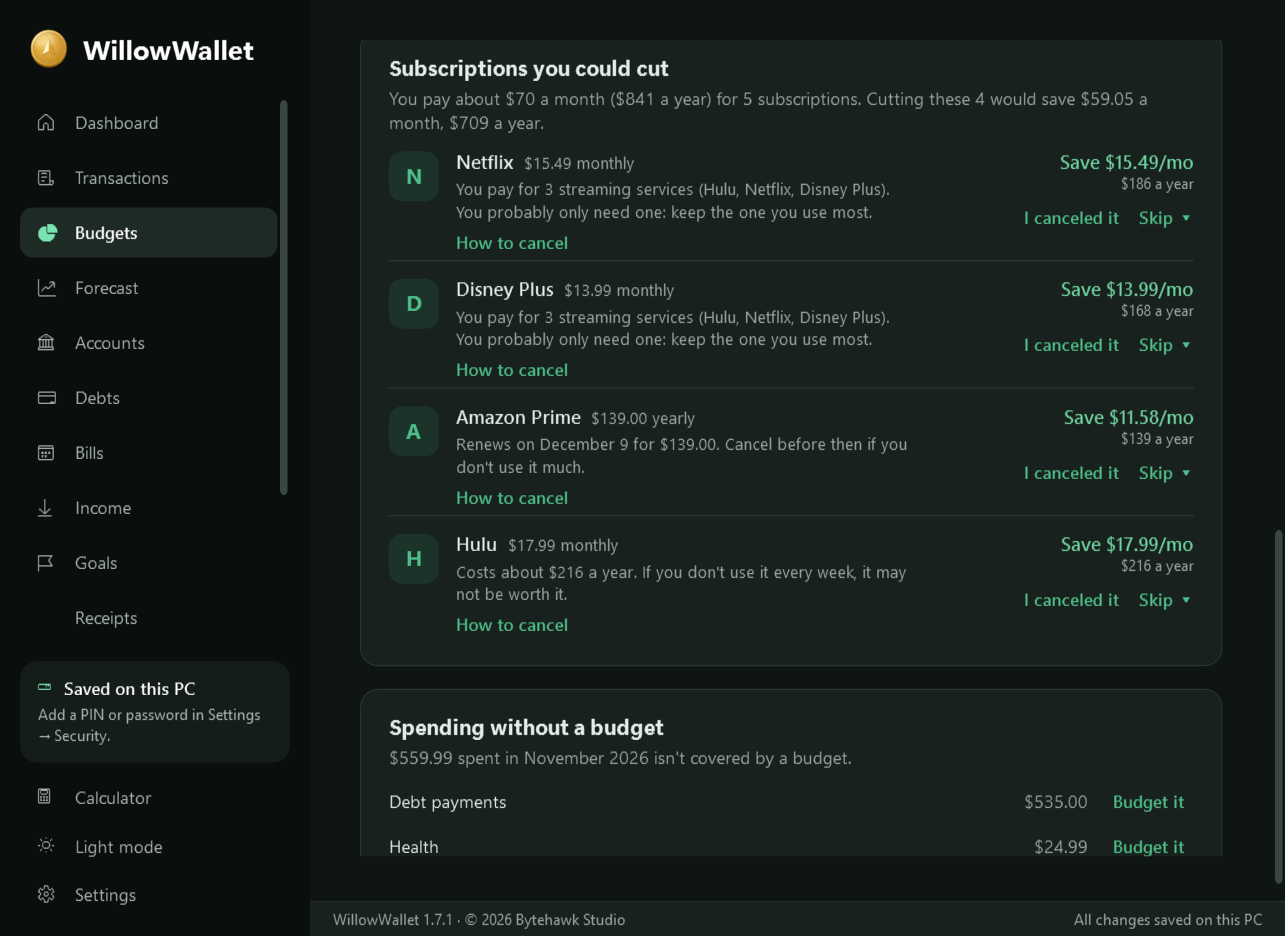 WillowWallet
Dashboard
Transactions
Budgets
Forecast
Accounts
Debts
Bills
Income
Goals
Receipts
Saved on this PC
Add a PIN or password in Settings
→ Security.
Calculator
Light mode
Settings
Subscriptions you could cut
You pay about $70 a month ($841 a year) for 5 subscriptions. Cutting these 4 would save $59.05 a
month, $709 a year.
N
Netflix $15.49 monthly
You pay for 3 streaming services (Hulu, Netflix, Disney Plus).
You probably only need one: keep the one you use most.
How to cancel
Save $15.49/mo
$186 a year
I canceled it Skip ▾
D
Disney Plus $13.99 monthly
You pay for 3 streaming services (Hulu, Netflix, Disney Plus).
You probably only need one: keep the one you use most.
How to cancel
Save $13.99/mo
$168 a year
I canceled it Skip ▾
A
Amazon Prime $139.00 yearly
Renews on December 9 for $139.00. Cancel before then if you
don't use it much.
How to cancel
Save $11.58/mo
$139 a year
I canceled it Skip ▾
H
Hulu $17.99 monthly
Costs about $216 a year. If you don't use it every week, it may
not be worth it.
How to cancel
Save $17.99/mo
$216 a year
I canceled it Skip ▾
Spending without a budget
$559.99 spent in November 2026 isn't covered by a budget.
Debt payments $535.00 Budget it
Health $24.99 Budget it
WillowWallet 1.7.1 · © 2026 Bytehawk Studio
All changes saved on this PC